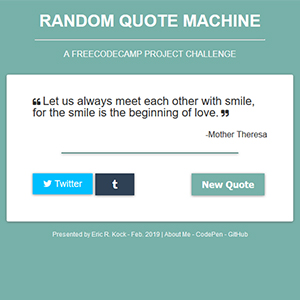 RANDOM QUOTE MACHINE
A FREECODECAMP PROJECT CHALLENGE
❝ Let us always meet each other with smile,
for the smile is the beginning of love. ❞
-Mother Theresa
Twitter
t
New Quote
Presented by Eric R. Kock - Feb. 2019 | About Me - CodePen - GitHub